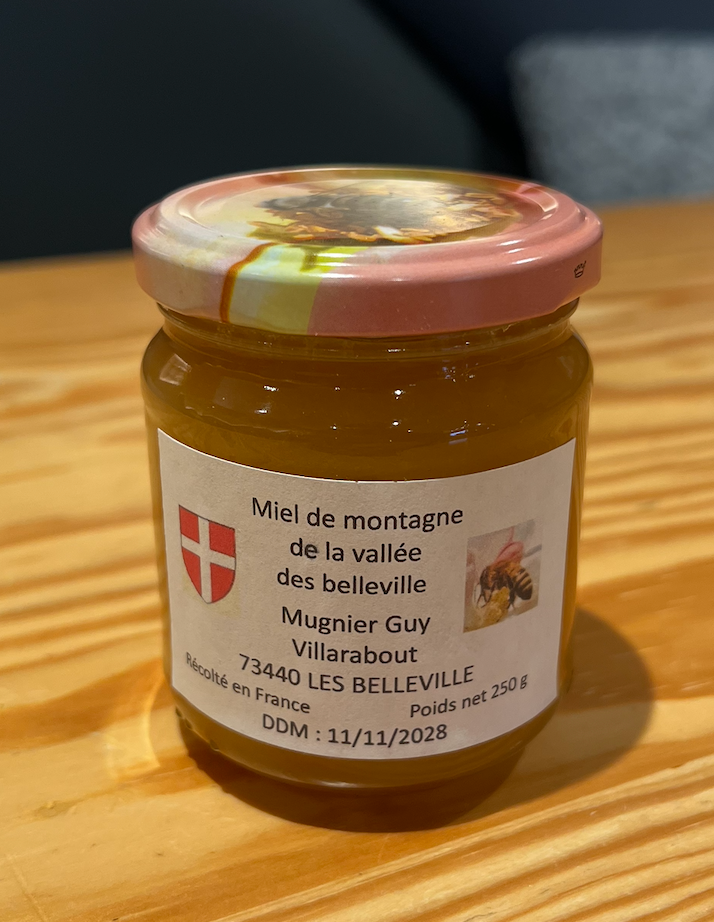 Miel de montagne
de la vallée
des belleville
Mugnier Guy
Villarabout
73440 LES BELLEVILLE
Récolté en France
Poids net 250 g
DDM : 11/11/2028